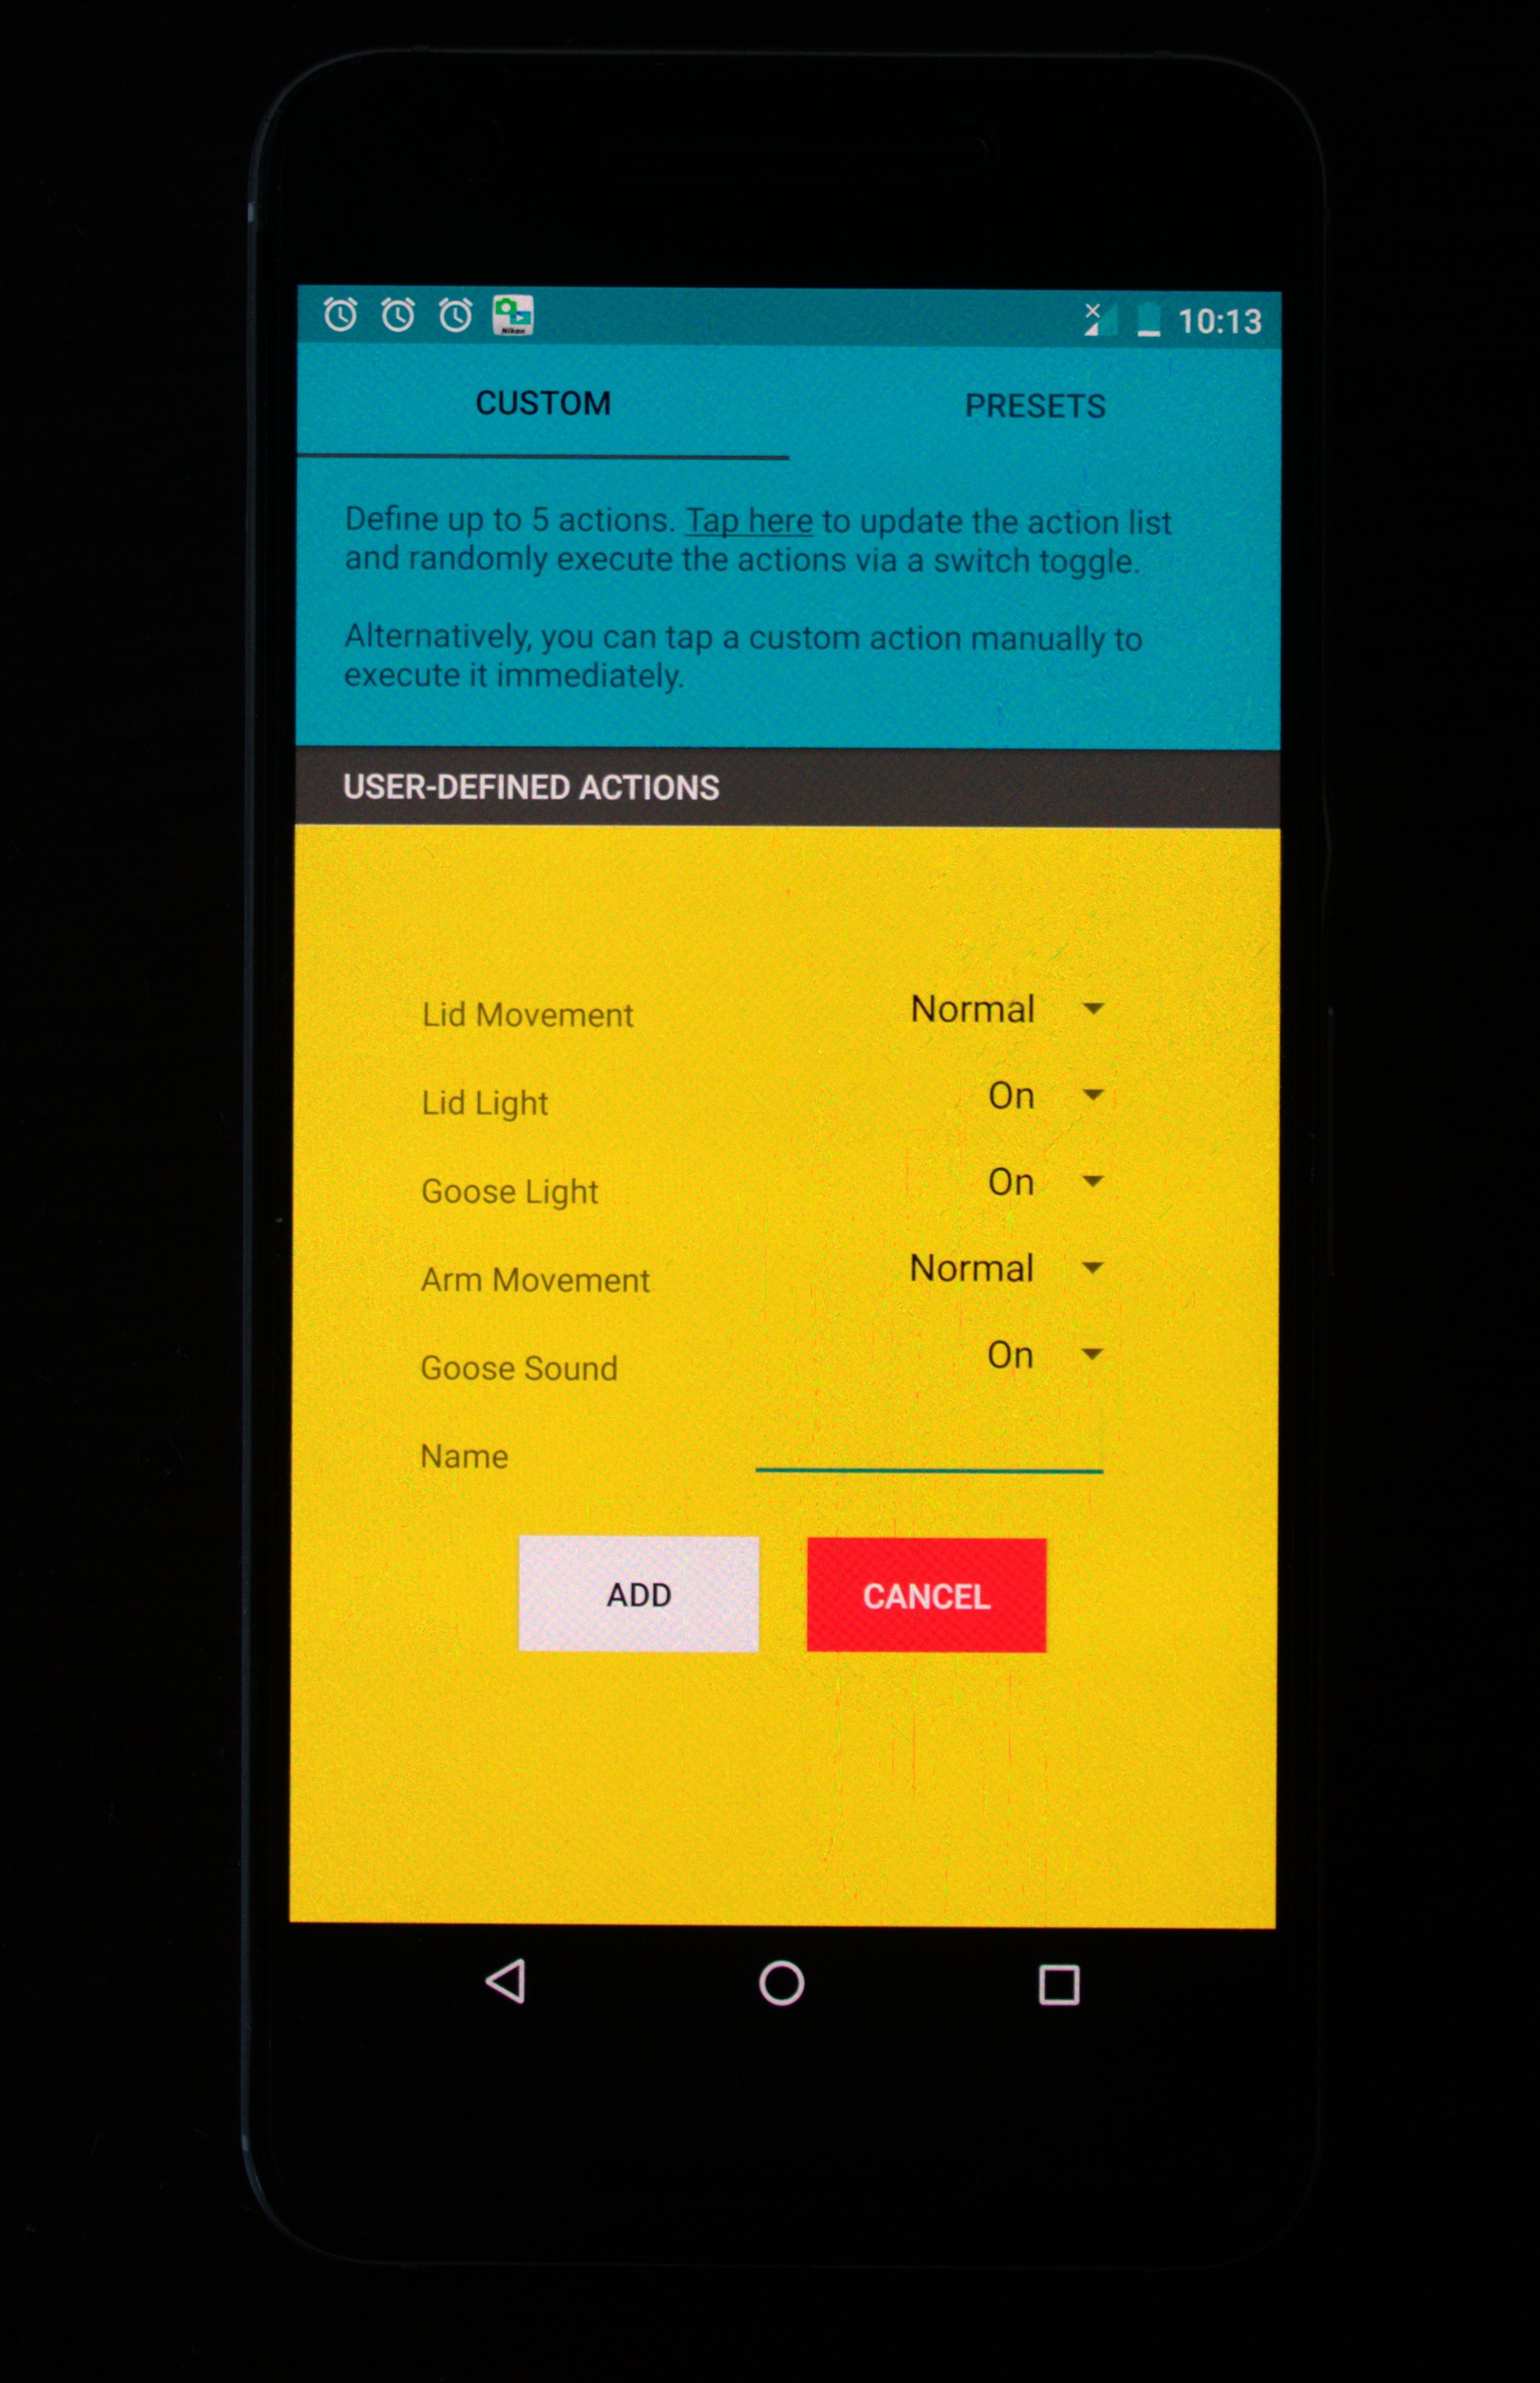 Nikon
10:13
CUSTOM
PRESETS
Define up to 5 actions. Tap here to update the action list
and randomly execute the actions via a switch toggle.
Alternatively, you can tap a custom action manually to
execute it immediately.
USER-DEFINED ACTIONS
Lid Movement Normal
Lid Light On
Goose Light On
Arm Movement Normal
Goose Sound On
Name
ADD
CANCEL